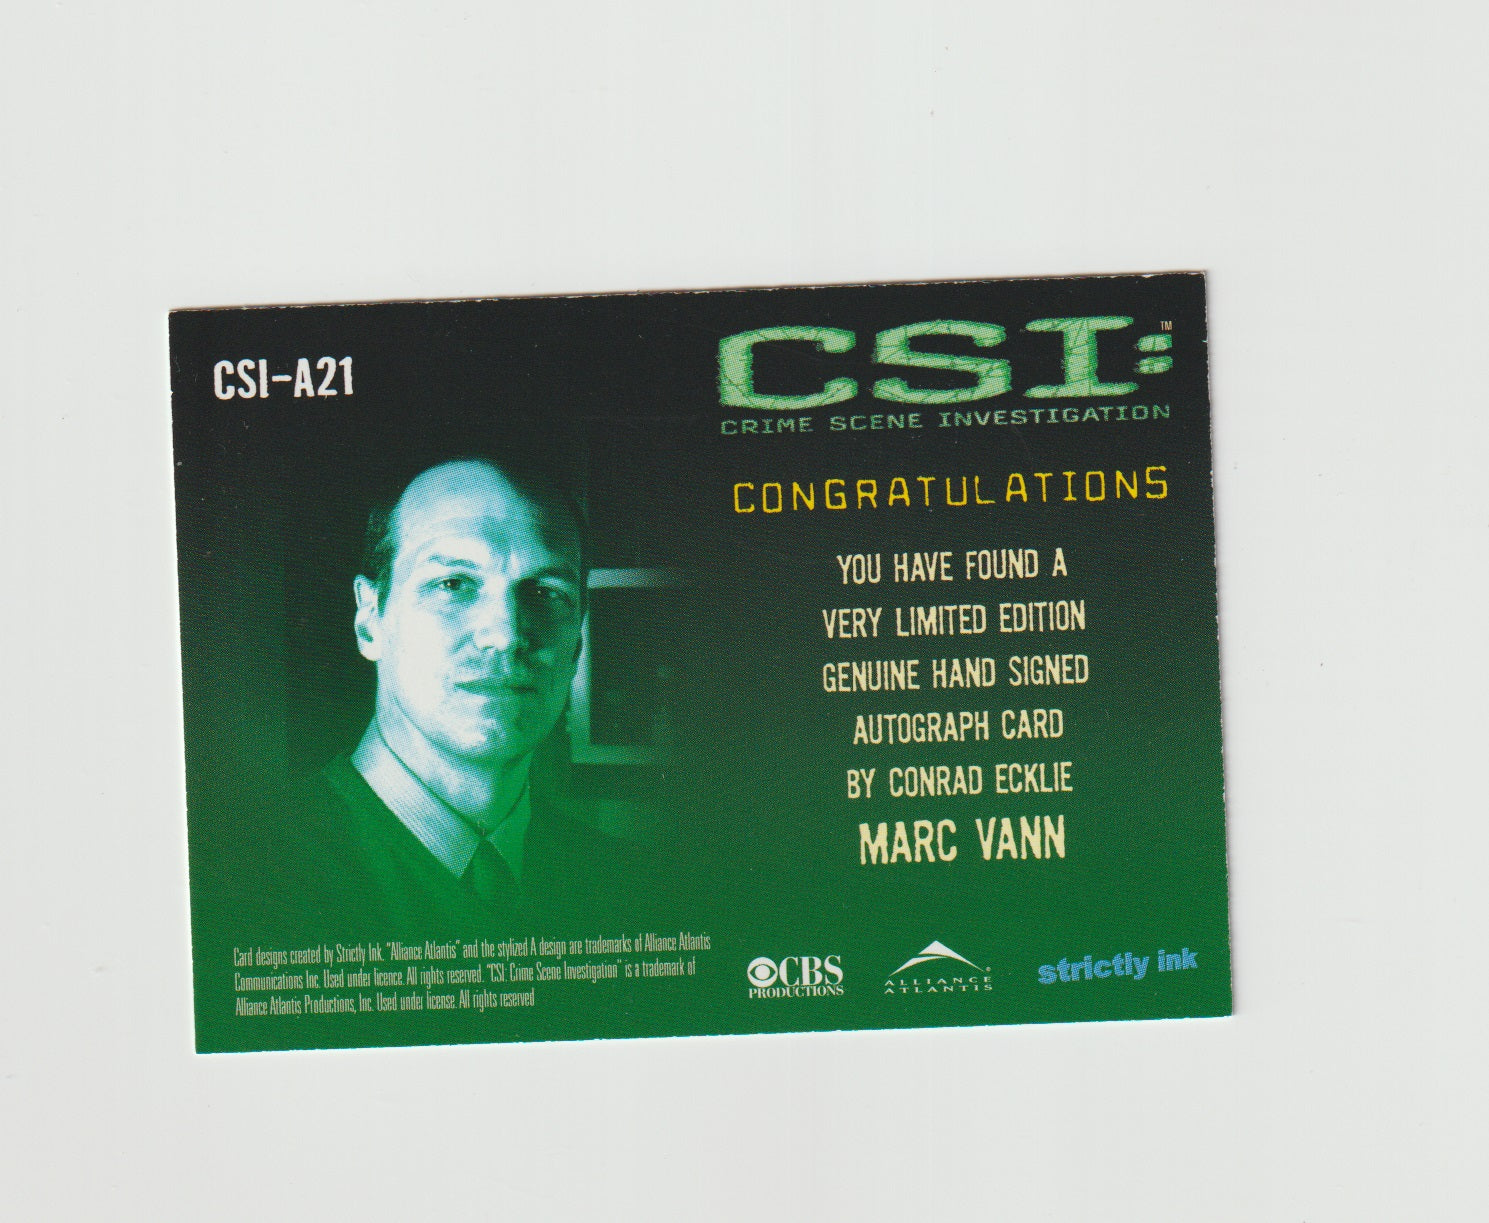 CSI-A21
CSI:™
CRIME SCENE INVESTIGATION
CONGRATULATIONS
YOU HAVE FOUND A
VERY LIMITED EDITION
GENUINE HAND SIGNED
AUTOGRAPH CARD
BY CONRAD ECKLIE
MARC VANN
Card designs created by Strictly Ink. "Alliance Atlantis" and the stylized A design are trademarks of Alliance Atlantis
Communications Inc. Used under licence. All rights reserved. "CSI: Crime Scene Investigation" is a trademark of
Alliance Atlantis Productions, Inc. Used under license. All rights reserved
CBS
PRODUCTIONS
ALLIANCE
ATLANTIS
strictly ink